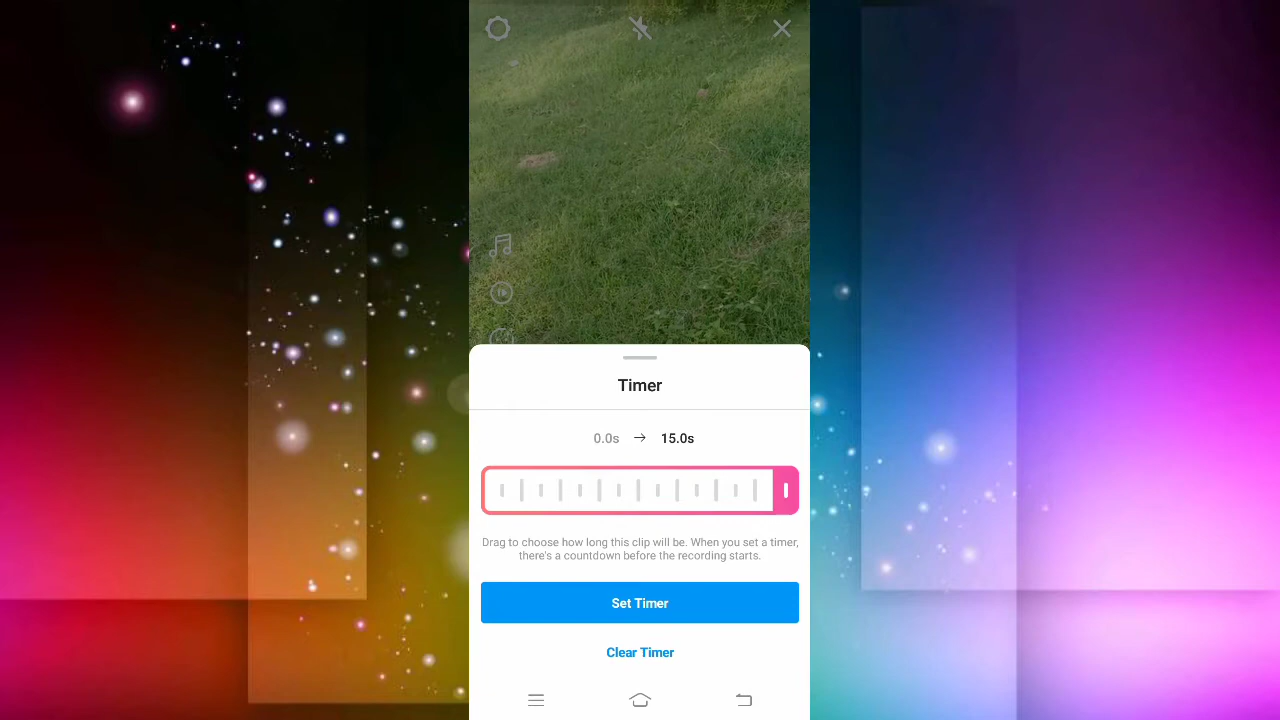 Timer
0.0s → 15.0s
Drag to choose how long this clip will be. When you set a timer,
there's a countdown before the recording starts.
Set Timer
Clear Timer